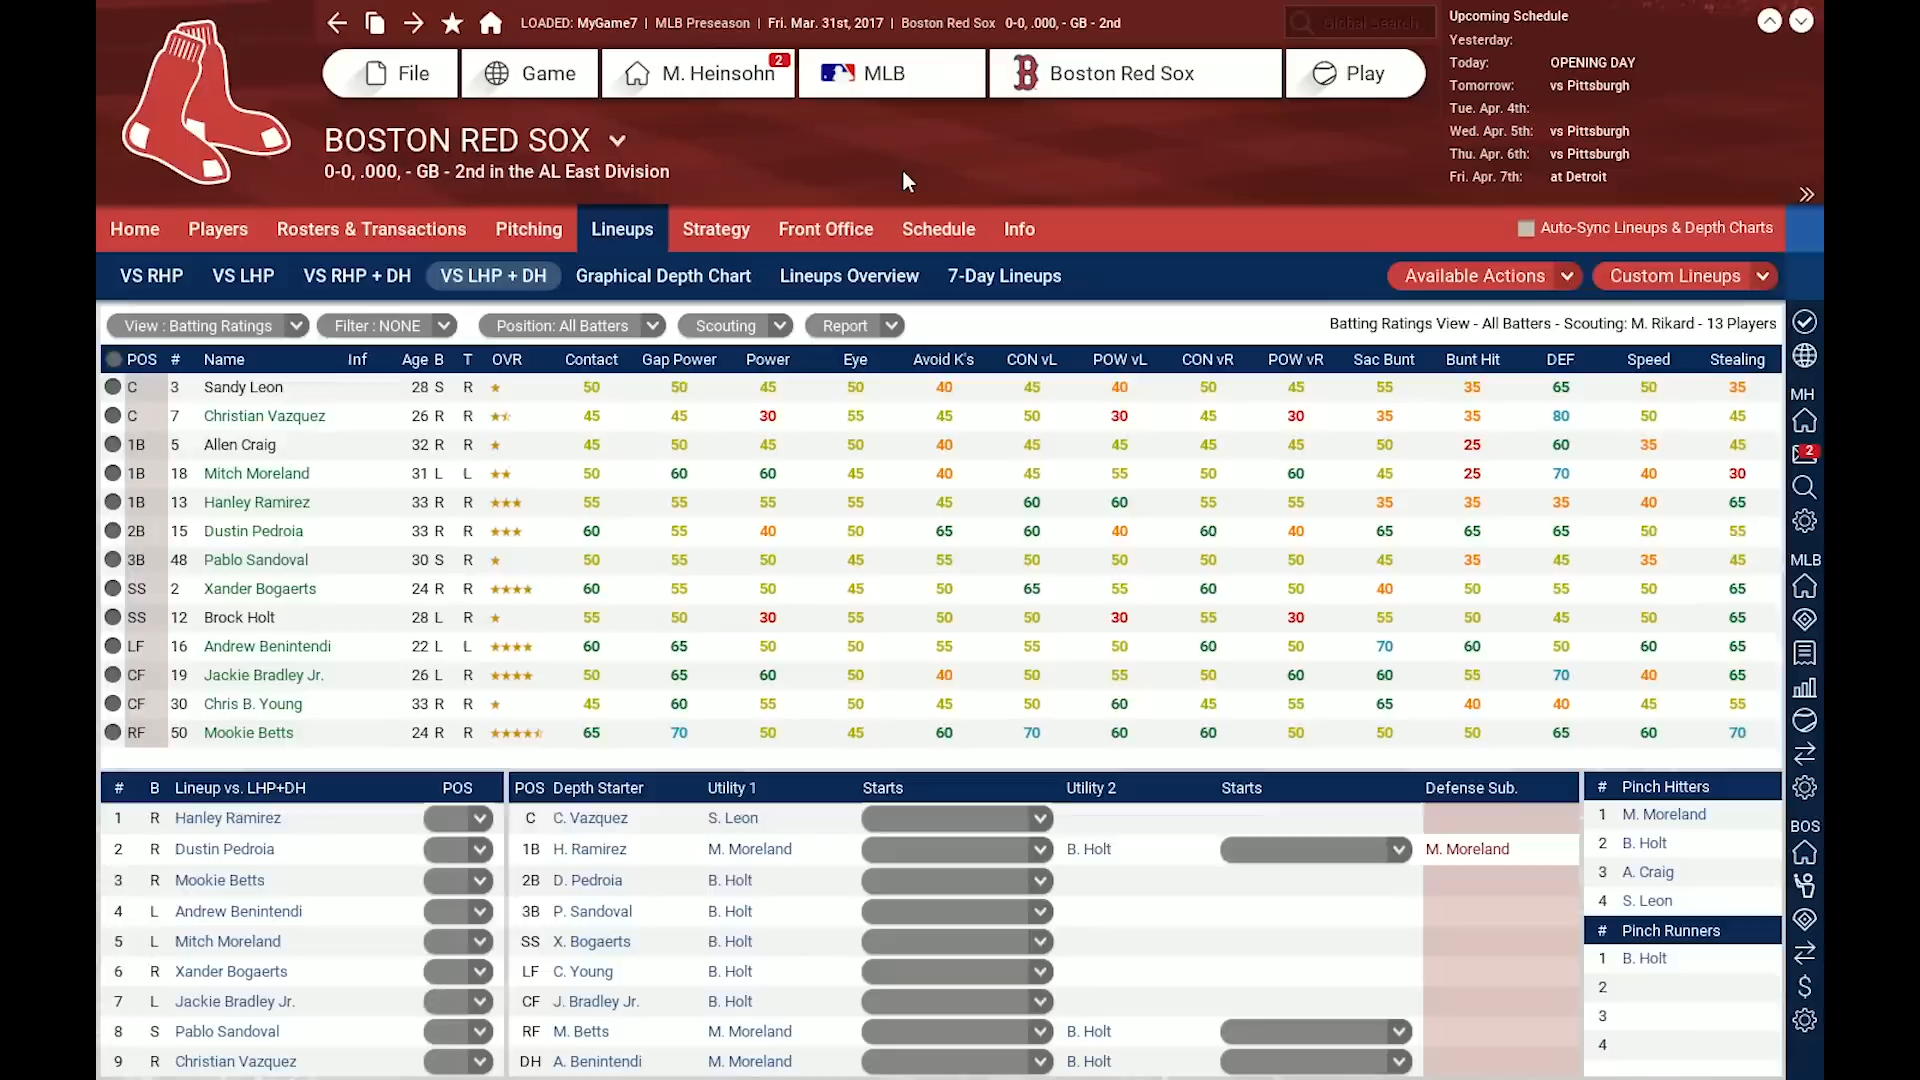 LOADED: MyGame7 | MLB Preseason | Fri. Mar. 31st, 2017 | Boston Red Sox 0-0, .000, - GB - 2nd
Global Search
File Game M. Heinsohn 2 MLB Boston Red Sox Play
BOSTON RED SOX
0-0, .000, - GB - 2nd in the AL East Division
Upcoming Schedule
Yesterday:
Today: OPENING DAY
Tomorrow: vs Pittsburgh
Tue. Apr. 4th:
Wed. Apr. 5th: vs Pittsburgh
Thu. Apr. 6th: vs Pittsburgh
Fri. Apr. 7th: at Detroit
Home Players Rosters & Transactions Pitching Lineups Strategy Front Office Schedule Info Auto-Sync Lineups & Depth Charts
VS RHP VS LHP VS RHP + DH VS LHP + DH Graphical Depth Chart Lineups Overview 7-Day Lineups Available Actions Custom Lineups
View : Batting Ratings Filter : NONE Position: All Batters Scouting Report Batting Ratings View - All Batters - Scouting: M. Rikard - 13 Players
POS # Name Inf Age B T OVR Contact Gap Power Power Eye Avoid K's CON vL POW vL CON vR POW vR Sac Bunt Bunt Hit DEF Speed Stealing
C 3 Sandy Leon 28 S R 50 50 45 50 40 45 40 50 45 55 35 65 50 35
C 7 Christian Vazquez 26 R R 45 45 30 55 45 50 30 45 30 35 35 80 50 45
1B 5 Allen Craig 32 R R 45 50 45 50 40 45 45 45 45 50 25 60 35 45
1B 18 Mitch Moreland 31 L L 50 60 60 45 40 45 55 50 60 45 25 70 40 30
1B 13 Hanley Ramirez 33 R R 55 55 55 55 45 60 60 55 55 35 35 35 40 65
2B 15 Dustin Pedroia 33 R R 60 55 40 50 65 60 40 60 40 65 65 65 50 55
3B 48 Pablo Sandoval 30 S R 50 50 50 45 55 50 50 50 50 45 35 45 35 45
SS 2 Xander Bogaerts 24 R R 60 55 50 45 50 65 55 60 50 40 50 55 50 65
SS 12 Brock Holt 28 L R 55 50 30 55 50 50 30 55 30 55 50 45 50 65
LF 16 Andrew Benintendi 22 L L 60 65 50 50 55 55 50 60 50 70 60 50 60 65
CF 19 Jackie Bradley Jr. 26 L R 50 65 60 50 40 50 55 50 60 60 55 70 40 65
CF 30 Chris B. Young 33 R R 45 60 55 50 45 50 60 45 55 65 40 40 45 55
RF 50 Mookie Betts 24 R R 65 70 50 45 60 70 60 60 50 50 50 65 60 70
# B Lineup vs. LHP+DH POS
1 R Hanley Ramirez
2 R Dustin Pedroia
3 R Mookie Betts
4 L Andrew Benintendi
5 L Mitch Moreland
6 R Xander Bogaerts
7 L Jackie Bradley Jr.
8 S Pablo Sandoval
9 R Christian Vazquez
POS Depth Starter Utility 1 Starts Utility 2 Starts Defense Sub.
C C. Vazquez S. Leon
1B H. Ramirez M. Moreland B. Holt M. Moreland
2B D. Pedroia B. Holt
3B P. Sandoval B. Holt
SS X. Bogaerts B. Holt
LF C. Young B. Holt
CF J. Bradley Jr. B. Holt
RF M. Betts M. Moreland B. Holt
DH A. Benintendi M. Moreland B. Holt
# Pinch Hitters
1 M. Moreland
2 B. Holt
3 A. Craig
4 S. Leon
# Pinch Runners
1 B. Holt
2
3
4
MH
2
MLB
BOS